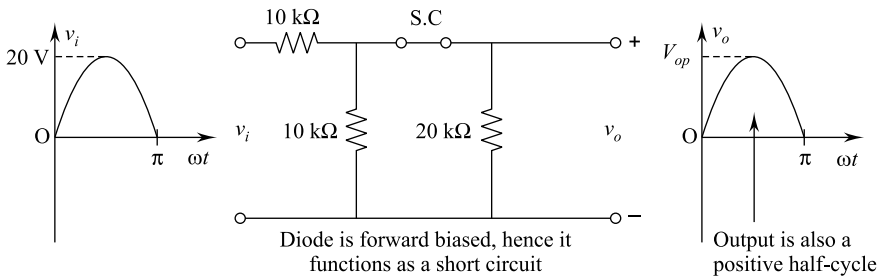 v_i
20 V
O
π
ωt
10 kΩ
S.C
+
v_i
10 kΩ
20 kΩ
v_o
−
Diode is forward biased, hence it
functions as a short circuit
v_o
V_op
O
π
ωt
Output is also a
positive half-cycle